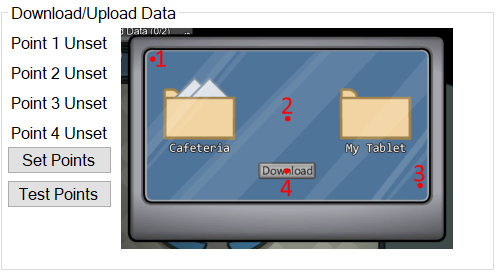 Download/Upload Data
Point 1 Unset
Point 2 Unset
Point 3 Unset
Point 4 Unset
Set Points
Test Points
Data (0/2)
1
2
Cafeteria
My Tablet
Download
3
4